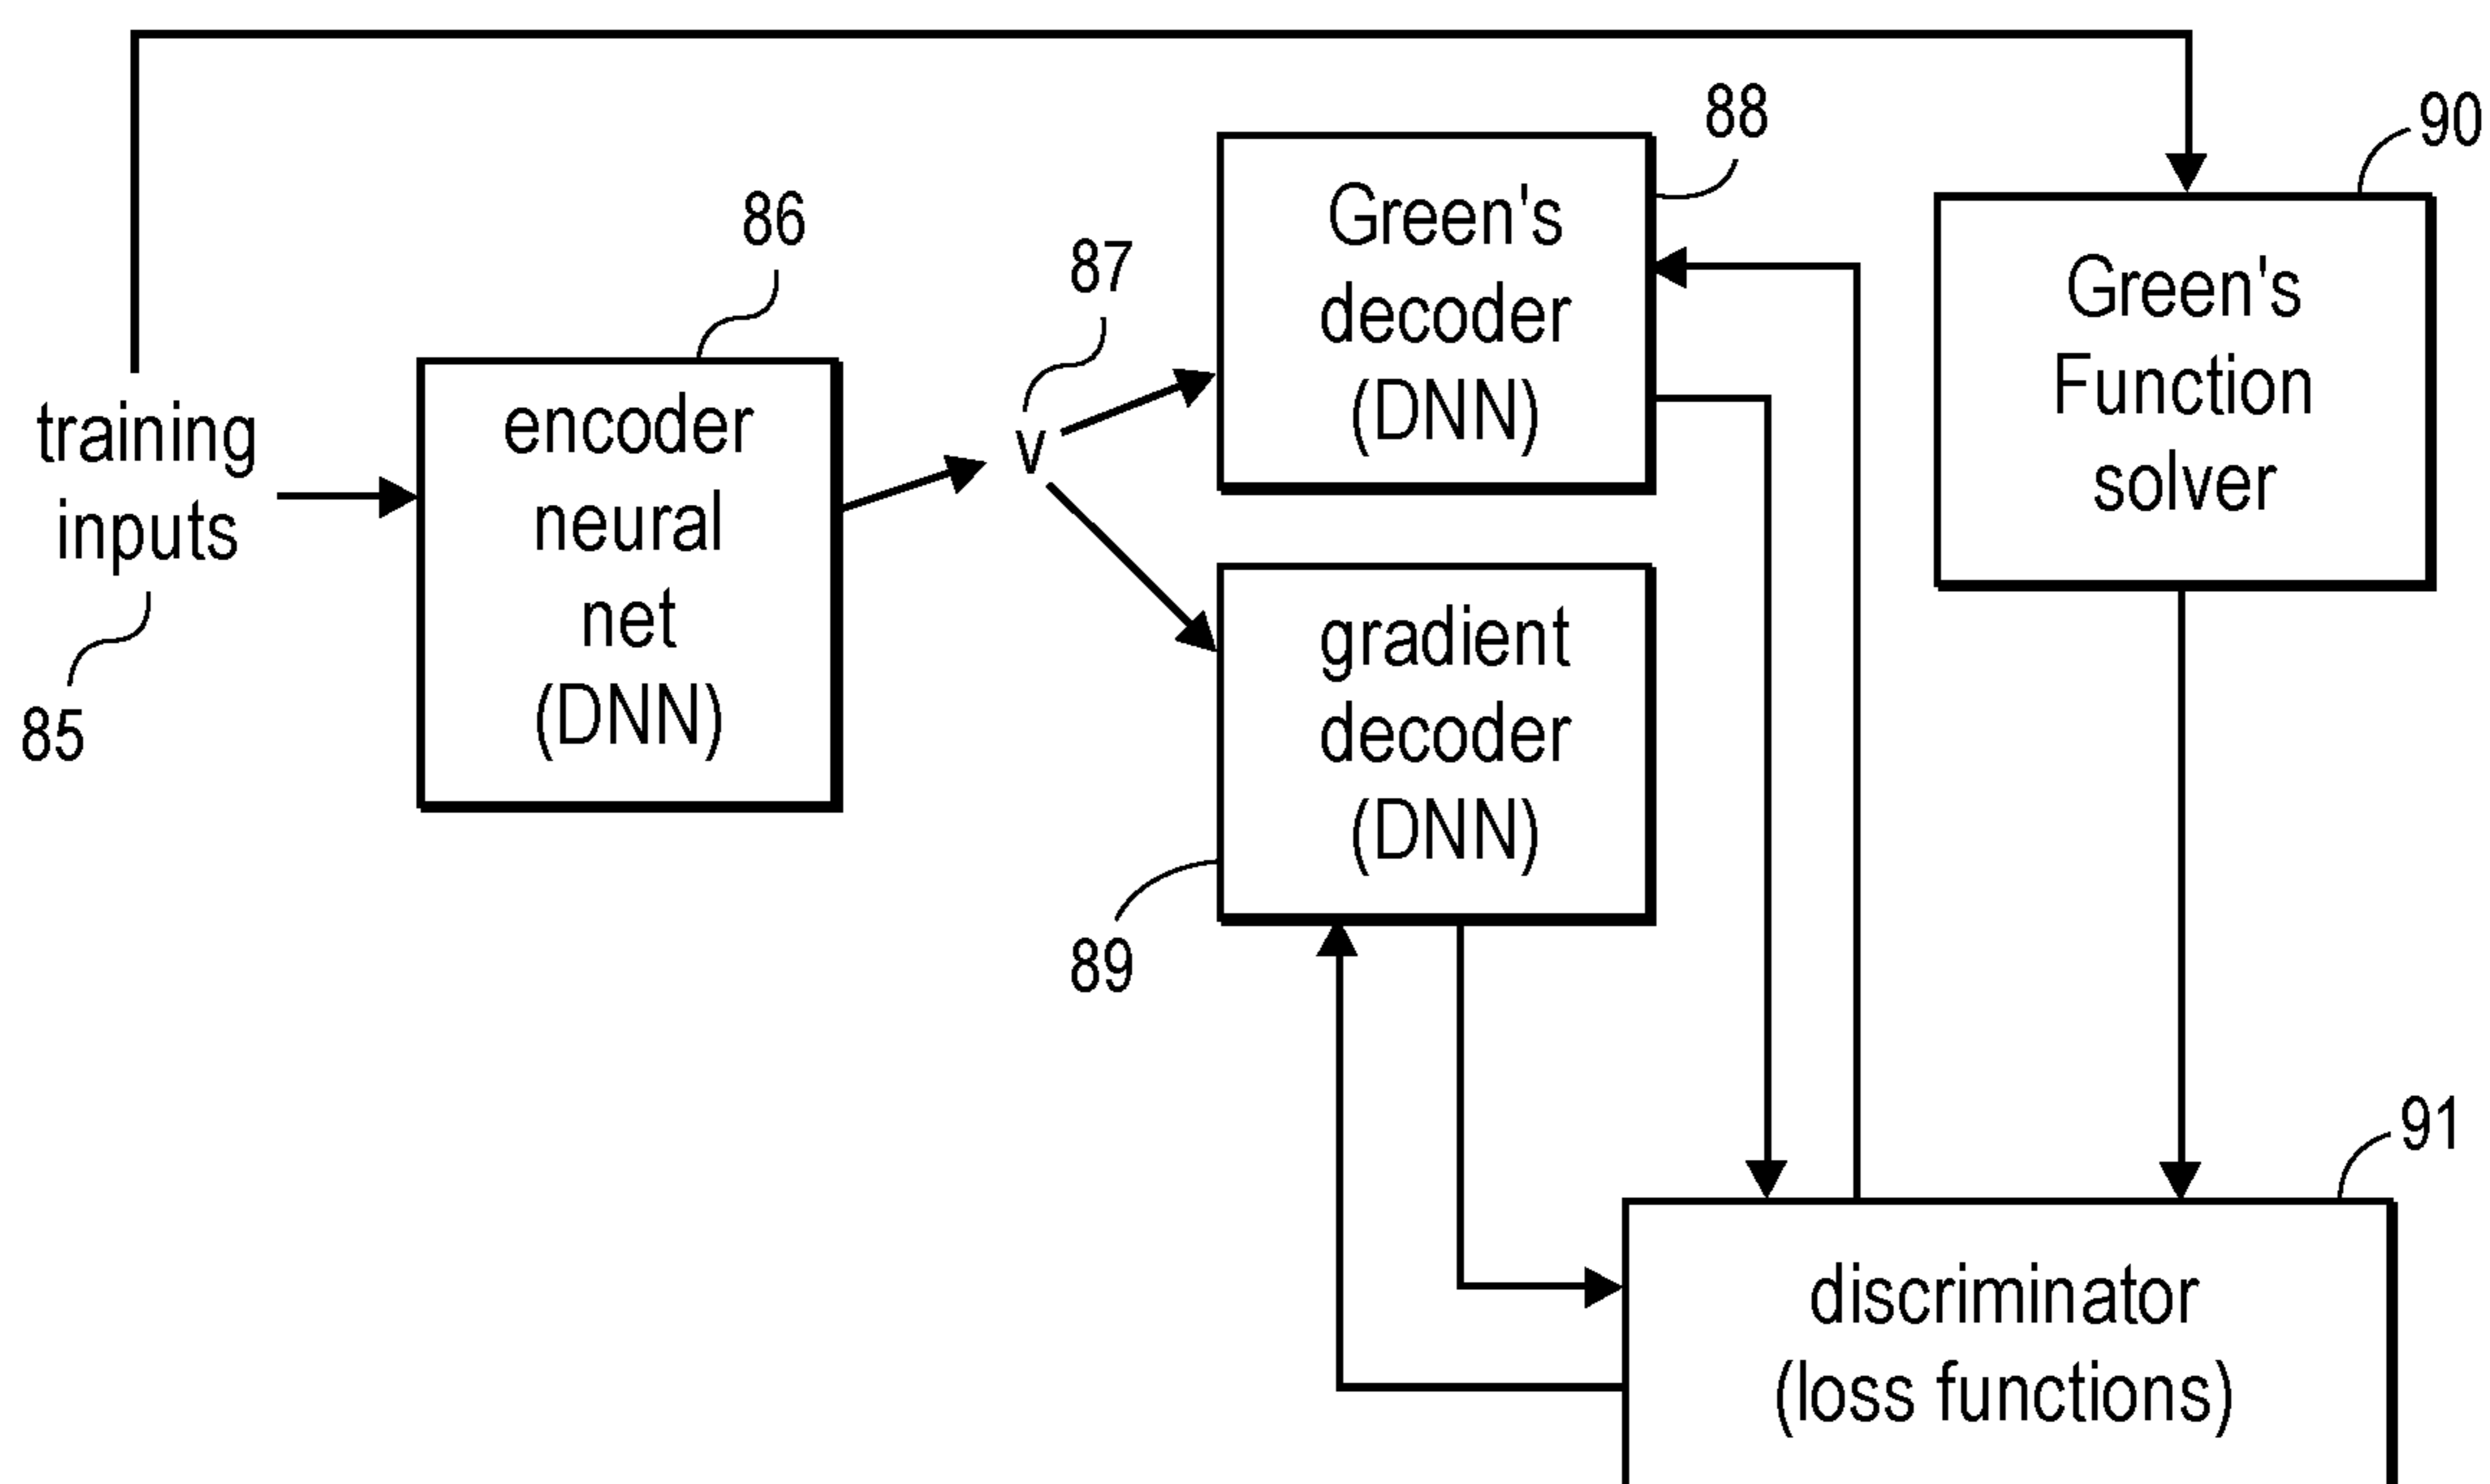 training
inputs
85
86
encoder
neural
net
(DNN)
87
v
88
Green's
decoder
(DNN)
89
gradient
decoder
(DNN)
90
Green's
Function
solver
91
discriminator
(loss functions)